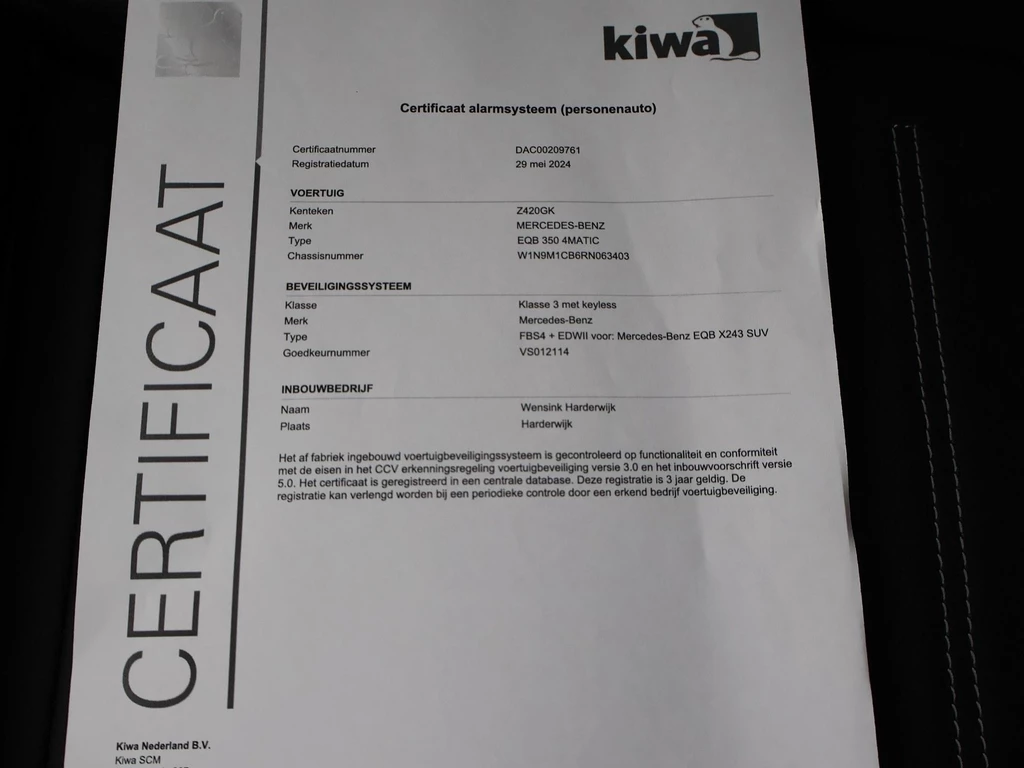 kiwa
Certificaat alarmsysteem (personenauto)
Certificaatnummer DAC00209761
Registratiedatum 29 mei 2024
VOERTUIG
Kenteken Z420GK
Merk MERCEDES-BENZ
Type EQB 350 4MATIC
Chassisnummer W1N9M1CB6RN063403
BEVEILIGINGSSYSTEEM
Klasse Klasse 3 met keyless
Merk Mercedes-Benz
Type FBS4 + EDWII voor: Mercedes-Benz EQB X243 SUV
Goedkeurnummer VS012114
INBOUWBEDRIJF
Naam Wensink Harderwijk
Plaats Harderwijk
Het af fabriek ingebouwd voertuigbeveiligingssysteem is gecontroleerd op functionaliteit en conformiteit
met de eisen in het CCV erkenningsregeling voertuigbeveiliging versie 3.0 en het inbouwvoorschrift versie
5.0. Het certificaat is geregistreerd in een centrale database. Deze registratie is 3 jaar geldig. De
registratie kan verlengd worden bij een periodieke controle door een erkend bedrijf voertuigbeveiliging.
CERTIFICAAT
Kiwa Nederland B.V.
Kiwa SCM